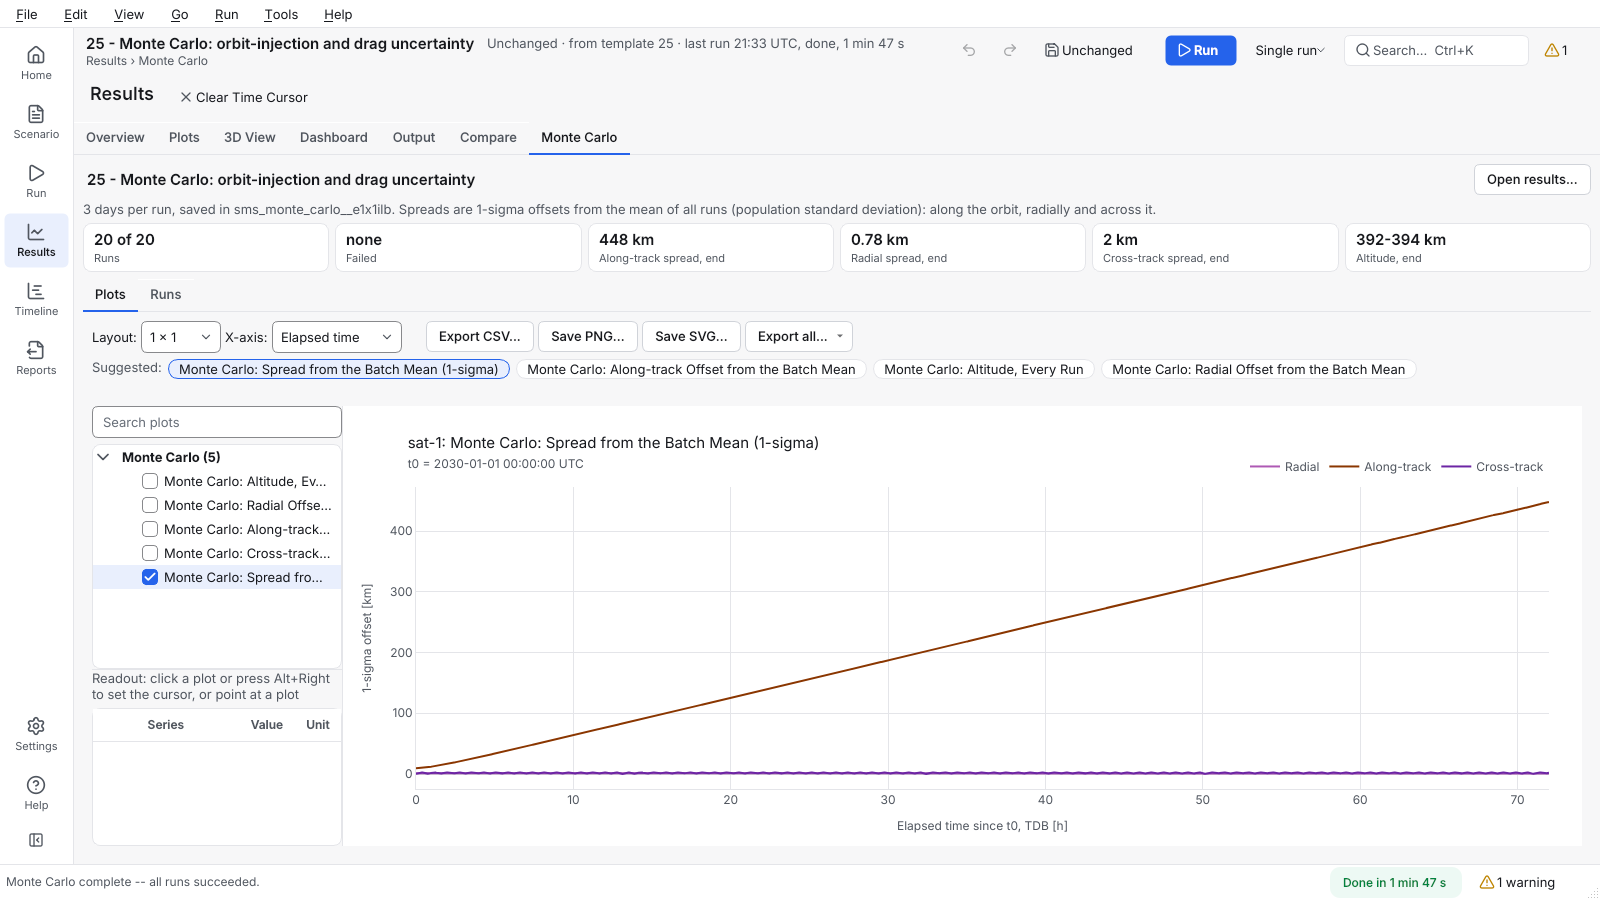 File Edit View Go Run Tools Help
25 - Monte Carlo: orbit-injection and drag uncertainty Unchanged · from template 25 · last run 21:33 UTC, done, 1 min 47 s
Results › Monte Carlo
Unchanged Run Single run Search... Ctrl+K 1
Home
Scenario
Run
Results
Timeline
Reports
Settings
Help
Results Clear Time Cursor
Overview Plots 3D View Dashboard Output Compare Monte Carlo
25 - Monte Carlo: orbit-injection and drag uncertainty Open results...
3 days per run, saved in sms_monte_carlo__e1x1ilb. Spreads are 1-sigma offsets from the mean of all runs (population standard deviation): along the orbit, radially and across it.
20 of 20
Runs
none
Failed
448 km
Along-track spread, end
0.78 km
Radial spread, end
2 km
Cross-track spread, end
392-394 km
Altitude, end
Plots Runs
Layout: 1 × 1 X-axis: Elapsed time Export CSV... Save PNG... Save SVG... Export all...
Suggested: Monte Carlo: Spread from the Batch Mean (1-sigma) Monte Carlo: Along-track Offset from the Batch Mean Monte Carlo: Altitude, Every Run Monte Carlo: Radial Offset from the Batch Mean
Search plots
Monte Carlo (5)
Monte Carlo: Altitude, Ev...
Monte Carlo: Radial Offse...
Monte Carlo: Along-track...
Monte Carlo: Cross-track...
Monte Carlo: Spread fro...
Readout: click a plot or press Alt+Right
to set the cursor, or point at a plot
Series Value Unit
sat-1: Monte Carlo: Spread from the Batch Mean (1-sigma)
t0 = 2030-01-01 00:00:00 UTC
Radial Along-track Cross-track
1-sigma offset [km]
400
300
200
100
0
0 10 20 30 40 50 60 70
Elapsed time since t0, TDB [h]
Monte Carlo complete -- all runs succeeded. Done in 1 min 47 s 1 warning